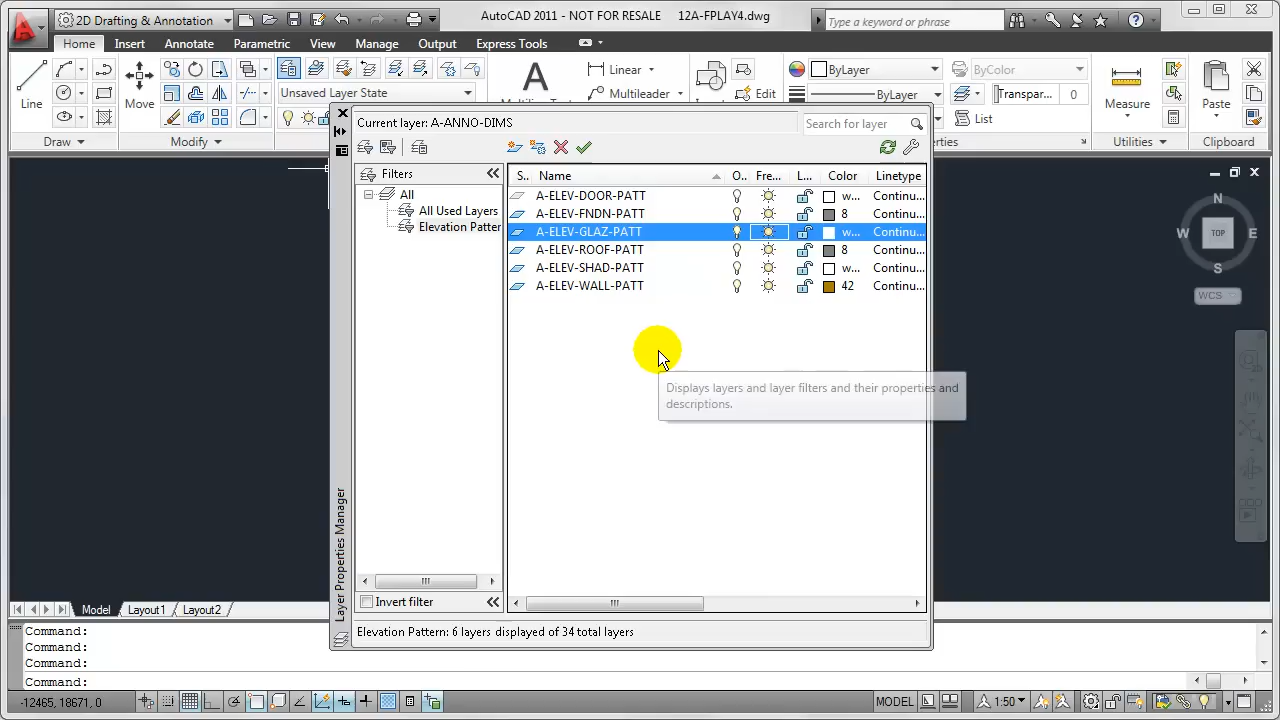 2D Drafting & Annotation
AutoCAD 2011 - NOT FOR RESALE 12A-FPLAY4.dwg
Type a keyword or phrase
Home Insert Annotate Parametric View Manage Output Express Tools
Line
Move
Unsaved Layer State
Linear
Multileader
ByLayer
ByLayer
ByColor
Transpar... 0
Edit
List
Measure
Paste
Draw
Modify
Utilities
Clipboard
Current layer: A-ANNO-DIMS
Search for layer
Filters
All
All Used Layers
Elevation Patter
S.. Name O.. Fre... L... Color Linetype
A-ELEV-DOOR-PATT w... Continu...
A-ELEV-FNDN-PATT 8 Continu...
A-ELEV-GLAZ-PATT w... Continu...
A-ELEV-ROOF-PATT 8 Continu...
A-ELEV-SHAD-PATT w... Continu...
A-ELEV-WALL-PATT 42 Continu...
Displays layers and layer filters and their properties and
descriptions.
Layer Properties Manager
Invert filter
Elevation Pattern: 6 layers displayed of 34 total layers
N
W TOP E
S
WCS
Model Layout1 Layout2
Command:
Command:
Command:
Command:
-12465, 18671, 0
MODEL
1:50